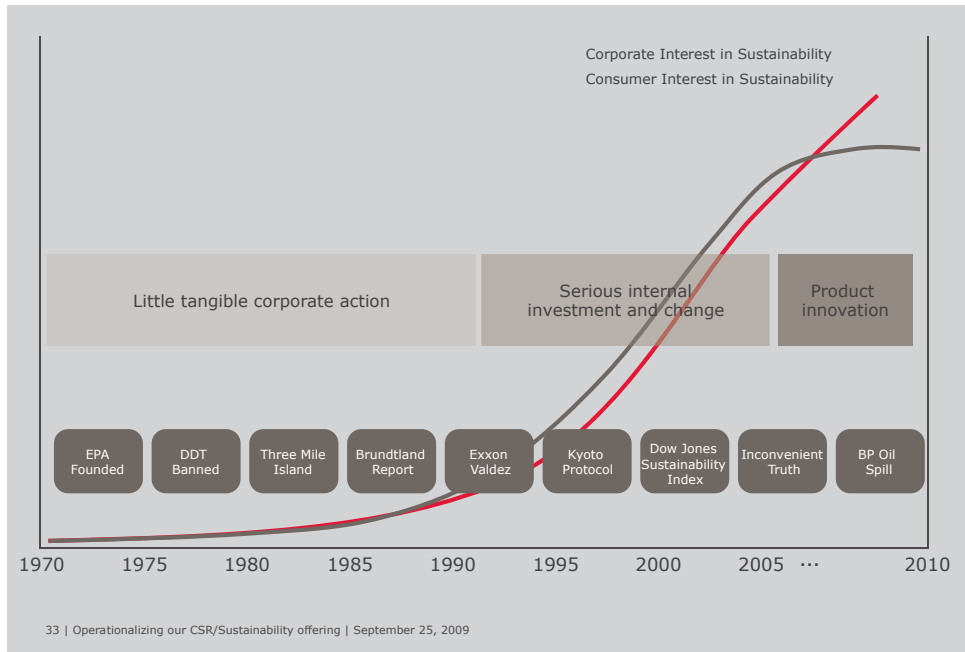 Corporate Interest in Sustainability
Consumer Interest in Sustainability
Little tangible corporate action
Serious internal
investment and change
Product
innovation
EPA
Founded
DDT
Banned
Three Mile
Island
Brundtland
Report
Exxon
Valdez
Kyoto
Protocol
Dow Jones
Sustainability
Index
Inconvenient
Truth
BP Oil
Spill
1970 1975 1980 1985 1990 1995 2000 2005 ... 2010
33 | Operationalizing our CSR/Sustainability offering | September 25, 2009